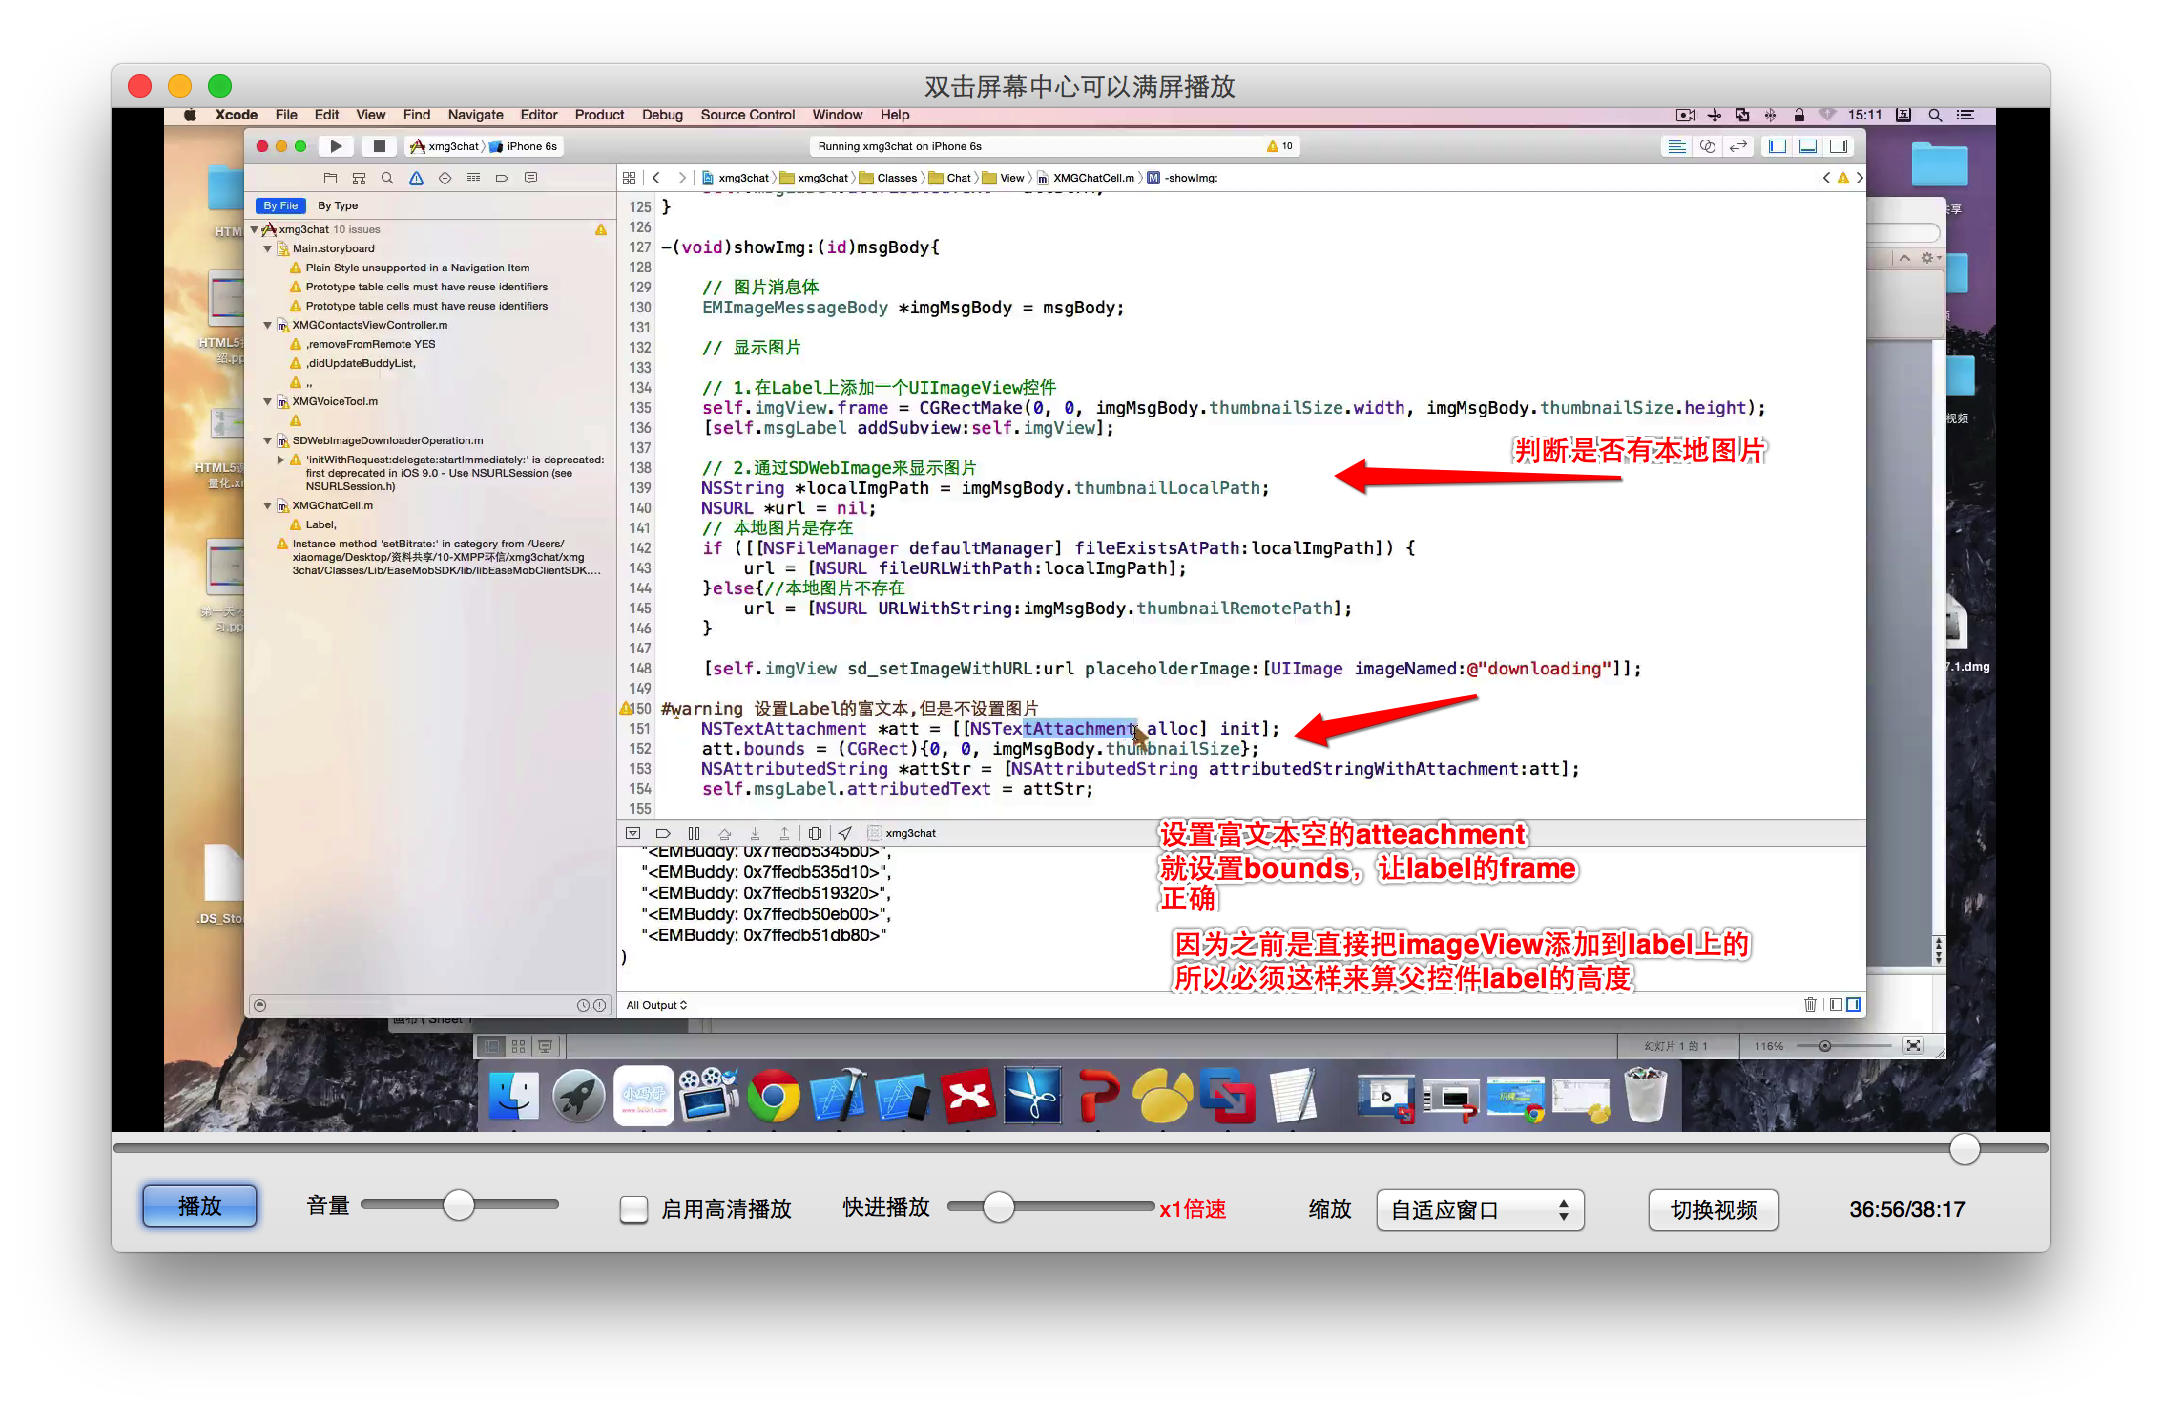 双击屏幕中心可以满屏播放
Xcode File Edit View Find Navigate Editor Product Debug Source Control Window Help 15:11
xmg3chat iPhone 6s Running xmg3chat on iPhone 6s 10
xmg3chat xmg3chat Classes Chat View XMGChatCell.m -showImg:
By File By Type
xmg3chat 10 issues
Main.storyboard
Plain Style unsupported in a Navigation Item
Prototype table cells must have reuse identifiers
Prototype table cells must have reuse identifiers
XMGContactsViewController.m
,removeFromRemote YES
,didUpdateBuddyList,
,,
XMGVoiceTool.m
SDWebImageDownloaderOperation.m
'initWithRequest:delegate:startImmediately:' is deprecated:
first deprecated in iOS 9.0 - Use NSURLSession (see
NSURLSession.h)
XMGChatCell.m
Label,
Instance method 'setBitrate:' in category from /Users/
xiaomage/Desktop/资料共享/10-XMPP环信/xmg3chat/xmg
3chat/Classes/Lib/EaseMobSDK/lib/libEaseMobClientSDK....
125 }
126
127 -(void)showImg:(id)msgBody{
128
129 // 图片消息体
130 EMImageMessageBody *imgMsgBody = msgBody;
131
132 // 显示图片
133
134 // 1.在Label上添加一个UIImageView控件
135 self.imgView.frame = CGRectMake(0, 0, imgMsgBody.thumbnailSize.width, imgMsgBody.thumbnailSize.height);
136 [self.msgLabel addSubview:self.imgView];
137
138 // 2.通过SDWebImage来显示图片
139 NSString *localImgPath = imgMsgBody.thumbnailLocalPath;
140 NSURL *url = nil;
141 // 本地图片是存在
142 if ([[NSFileManager defaultManager] fileExistsAtPath:localImgPath]) {
143 url = [NSURL fileURLWithPath:localImgPath];
144 }else{//本地图片不存在
145 url = [NSURL URLWithString:imgMsgBody.thumbnailRemotePath];
146 }
147
148 [self.imgView sd_setImageWithURL:url placeholderImage:[UIImage imageNamed:@"downloading"]];
149
150 #warning 设置Label的富文本,但是不设置图片
151 NSTextAttachment *att = [[NSTextAttachment alloc] init];
152 att.bounds = (CGRect){0, 0, imgMsgBody.thumbnailSize};
153 NSAttributedString *attStr = [NSAttributedString attributedStringWithAttachment:att];
154 self.msgLabel.attributedText = attStr;
155
判断是否有本地图片
xmg3chat
"<EMBuddy: 0x7ffedb5345b0>",
"<EMBuddy: 0x7ffedb535d10>",
"<EMBuddy: 0x7ffedb519320>",
"<EMBuddy: 0x7ffedb50eb00>",
"<EMBuddy: 0x7ffedb51db80>"
)
设置富文本空的atteachment
就设置bounds，让label的frame
正确
因为之前是直接把imageView添加到label上的
所以必须这样来算父控件label的高度
All Output
.DS_Sto
7.1.dmg
视频
幻灯片 1 的 1 116%
小码哥
播放 音量 启用高清播放 快进播放 x1倍速 缩放 自适应窗口 切换视频 36:56/38:17